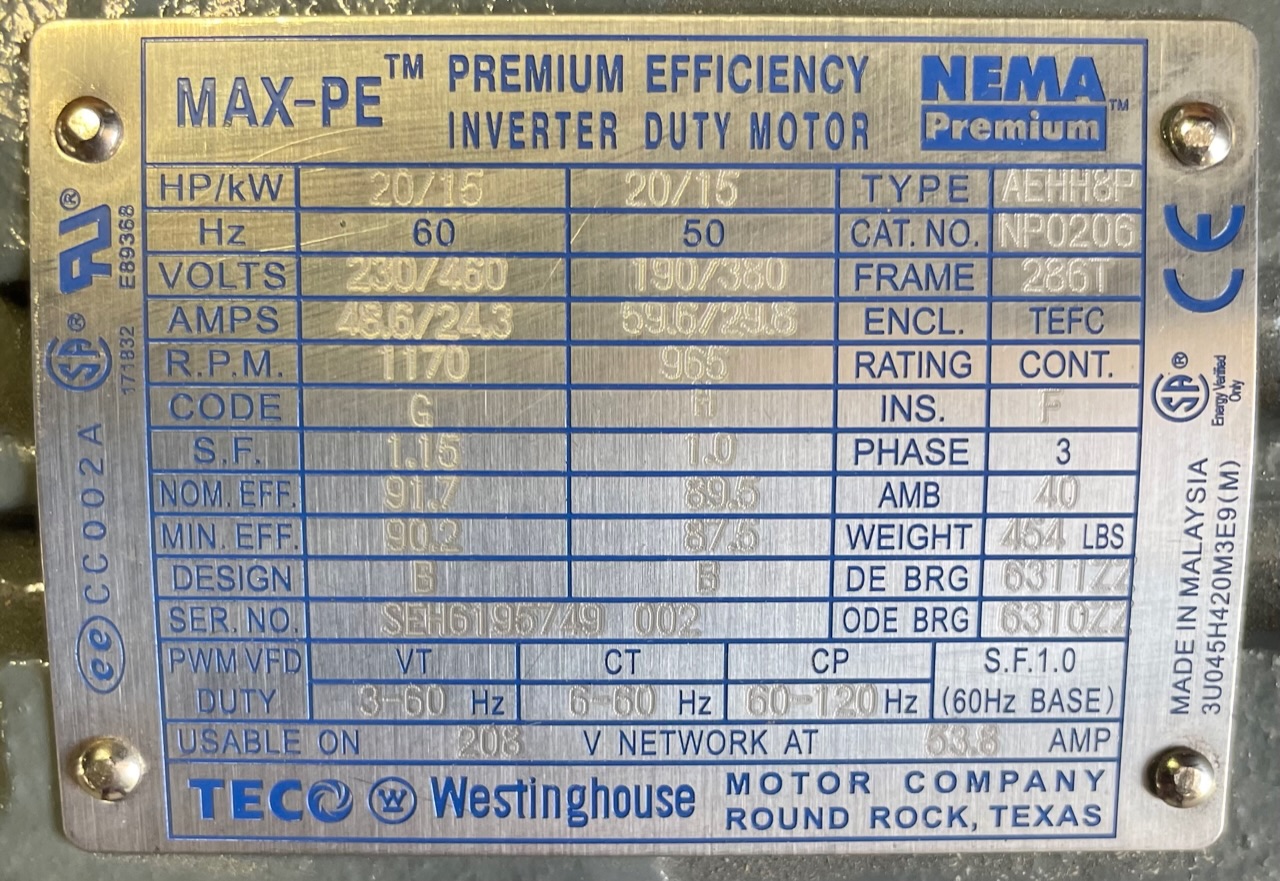 MAX-PE™ PREMIUM EFFICIENCY
INVERTER DUTY MOTOR
NEMA
Premium™
HP/kW 20/15 20/15 TYPE AEHH8P
Hz 60 50 CAT. NO. NP0206
VOLTS 230/460 190/380 FRAME 286T
AMPS 48.6/24.3 59.6/29.8 ENCL. TEFC
R.P.M. 1170 965 RATING CONT.
CODE G H INS. F
S.F. 1.15 1.0 PHASE 3
NOM. EFF. 91.7 89.5 AMB 40
MIN. EFF. 90.2 87.5 WEIGHT 454 LBS
DESIGN B B DE BRG 6311ZZ
SER. NO. SEH6195749 002 ODE BRG 6310ZZ
PWM VFD DUTY VT CT CP S.F.1.0
3-60 Hz 6-60 Hz 60-120 Hz (60Hz BASE)
USABLE ON 208 V NETWORK AT 53.8 AMP
TECO W Westinghouse MOTOR COMPANY
ROUND ROCK, TEXAS
ee CC002A
SA®
171832
UR®
E89368
CE
SA®
Energy Verified
Only
MADE IN MALAYSIA
3U045H420M3E9(M)